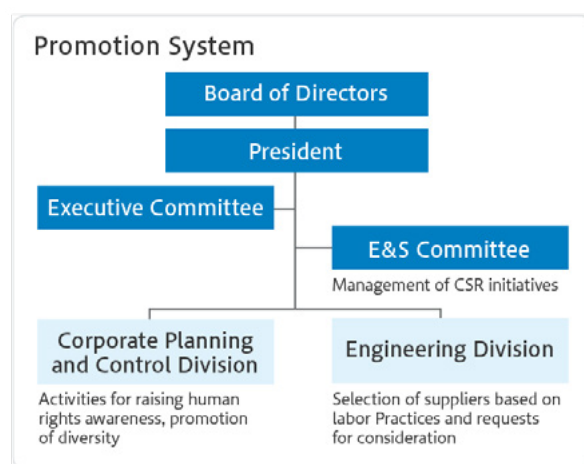 Promotion System
Board of Directors
President
Executive Committee
E&S Committee
Management of CSR initiatives
Corporate Planning
and Control Division
Activities for raising human
rights awareness, promotion
of diversity
Engineering Division
Selection of suppliers based on
labor Practices and requests
for consideration